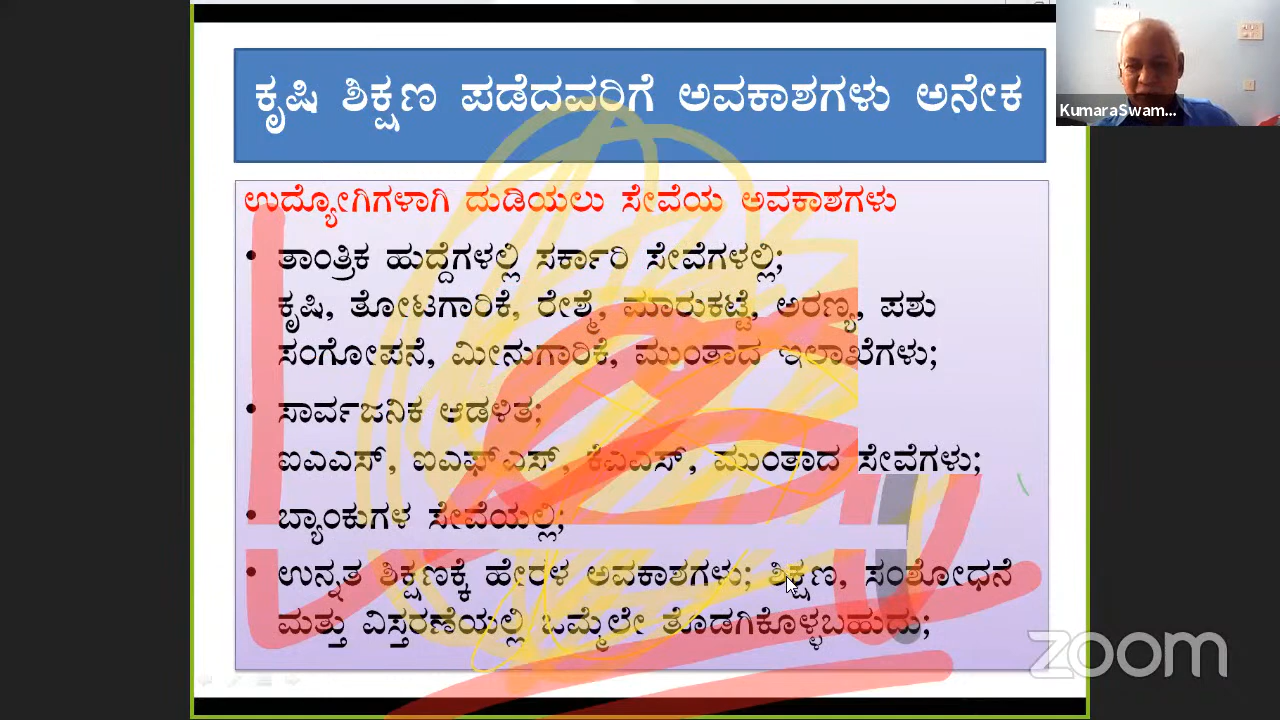 ಕೃಷಿ ಶಿಕ್ಷಣ ಪಡೆದವರಿಗೆ ಅವಕಾಶಗಳು ಅನೇಕ
KumaraSwam...
ಉದ್ಯೋಗಿಗಳಾಗಿ ದುಡಿಯಲು ಸೇವೆಯ ಅವಕಾಶಗಳು
• ತಾಂತ್ರಿಕ ಹುದ್ದೆಗಳಲ್ಲಿ ಸರ್ಕಾರಿ ಸೇವೆಗಳಲ್ಲಿ;
ಕೃಷಿ, ತೋಟಗಾರಿಕೆ, ರೇಶ್ಮೆ, ಮಾರುಕಟ್ಟೆ, ಅರಣ್ಯ, ಪಶು
ಸಂಗೋಪನೆ, ಮೀನುಗಾರಿಕೆ, ಮುಂತಾದ ಇಲಾಖೆಗಳು;
• ಸಾರ್ವಜನಿಕ ಆಡಳಿತ;
ಐಎಎಸ್, ಐಎಫ್ಎಸ್, ಕೆಎಎಸ್, ಮುಂತಾದ ಸೇವೆಗಳು;
• ಬ್ಯಾಂಕುಗಳ ಸೇವೆಯಲ್ಲಿ;
• ಉನ್ನತ ಶಿಕ್ಷಣಕ್ಕೆ ಹೇರಳ ಅವಕಾಶಗಳು; ಶಿಕ್ಷಣ, ಸಂಶೋಧನೆ
ಮತ್ತು ವಿಸ್ತರಣೆಯಲ್ಲಿ ಒಮ್ಮೆಲೇ ತೊಡಗಿಕೊಳ್ಳಬಹುದು;
zoom